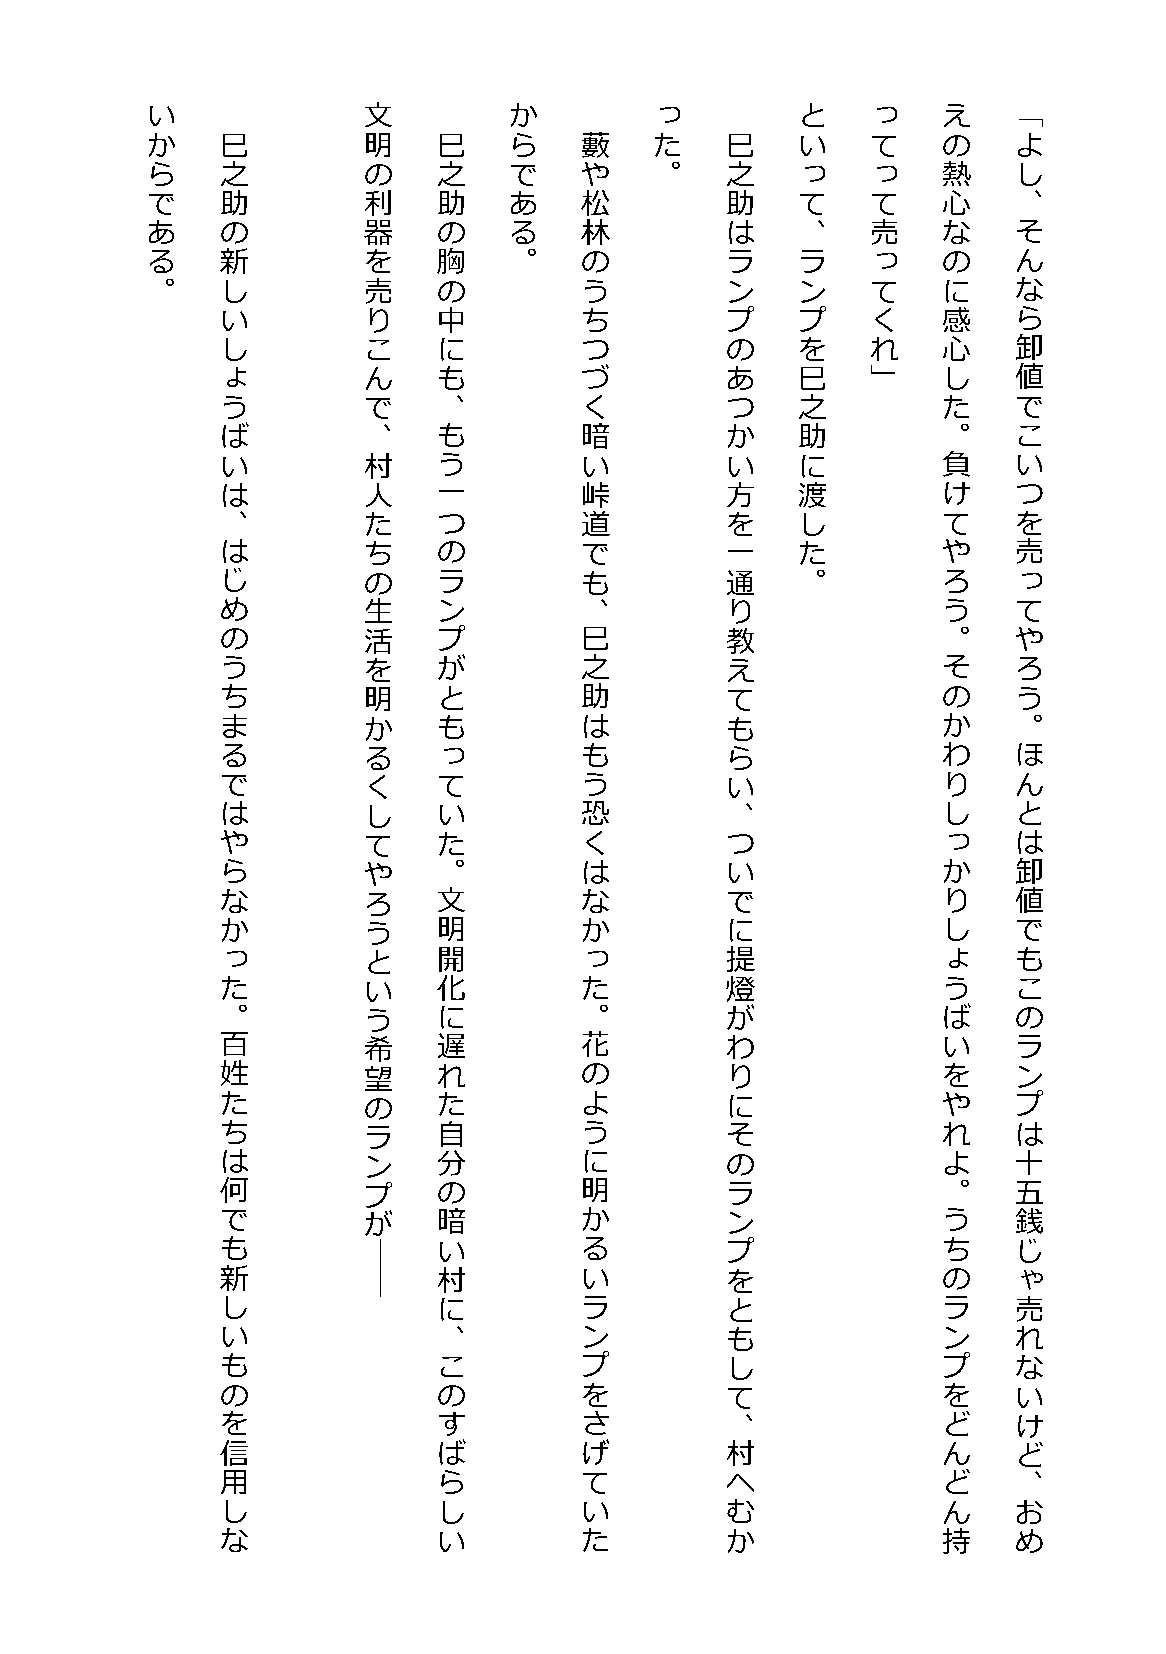 「よし、そんなら卸値でこいつを売ってやろう。ほんとは卸値でもこのランプは十五銭じゃ売れないけど、おめ
えの熱心なのに感心した。負けてやろう。そのかわりしっかりしょうばいをやれよ。うちのランプをどんどん持
ってって売ってくれ」
といって、ランプを巳之助に渡した。
　巳之助はランプのあつかい方を一通り教えてもらい、ついでに提燈がわりにそのランプをともして、村へむか
った。
　藪や松林のうちつづく暗い峠道でも、巳之助はもう恐くはなかった。花のように明かるいランプをさげていた
からである。
　巳之助の胸の中にも、もう一つのランプがともっていた。文明開化に遅れた自分の暗い村に、このすばらしい
文明の利器を売りこんで、村人たちの生活を明かるくしてやろうという希望のランプが――
　巳之助の新しいしょうばいは、はじめのうちまるではやらなかった。百姓たちは何でも新しいものを信用しな
いからである。